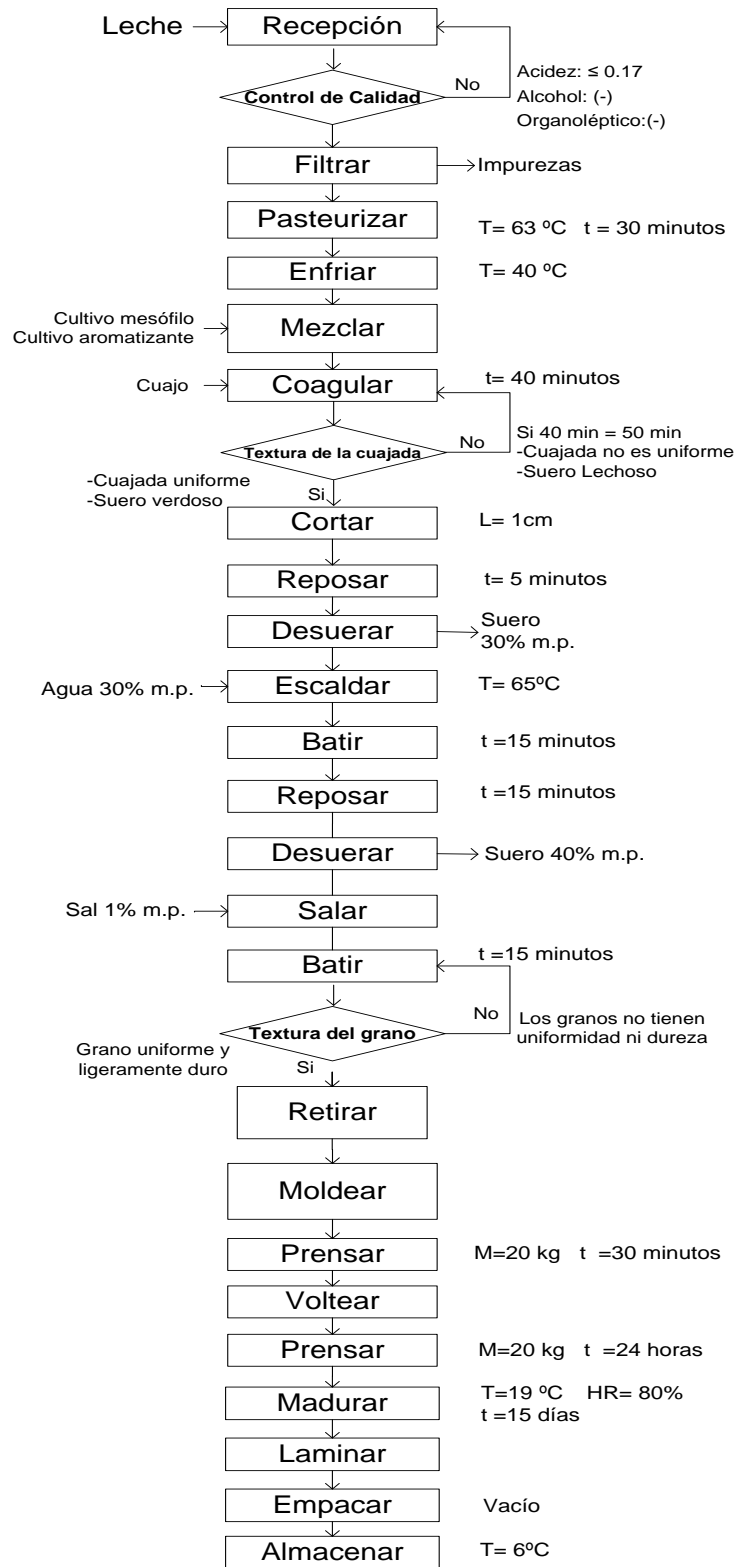 Leche
Recepción
No
Acidez: ≤ 0.17
Control de Calidad
Alcohol: (-)
Organoléptico:(-)
Filtrar
Impurezas
Pasteurizar
T= 63 ºC t = 30 minutos
Enfriar
T= 40 ºC
Cultivo mesófilo
Cultivo aromatizante
Mezclar
Cuajo
Coagular
t= 40 minutos
Textura de la cuajada
No
Si 40 min = 50 min
-Cuajada no es uniforme
-Suero Lechoso
-Cuajada uniforme
-Suero verdoso
Si
Cortar
L= 1cm
Reposar
t= 5 minutos
Desuerar
Suero
30% m.p.
Agua 30% m.p.
Escaldar
T= 65ºC
Batir
t =15 minutos
Reposar
t =15 minutos
Desuerar
Suero 40% m.p.
Sal 1% m.p.
Salar
Batir
t =15 minutos
Textura del grano
No
Los granos no tienen
uniformidad ni dureza
Grano uniforme y
ligeramente duro
Si
Retirar
Moldear
Prensar
M=20 kg t =30 minutos
Voltear
Prensar
M=20 kg t =24 horas
Madurar
T=19 ºC HR= 80%
t =15 días
Laminar
Empacar
Vacío
Almacenar
T= 6ºC